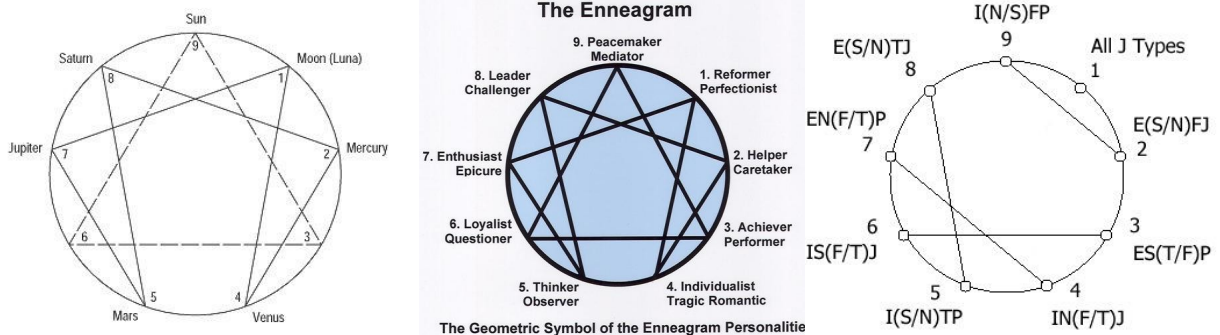 Sun
9
Saturn
8
Moon (Luna)
1
Jupiter
7
Mercury
2
6
3
5
Mars
4
Venus
The Enneagram
9. Peacemaker
Mediator
8. Leader
Challenger
1. Reformer
Perfectionist
7. Enthusiast
Epicure
2. Helper
Caretaker
6. Loyalist
Questioner
3. Achiever
Performer
5. Thinker
Observer
4. Individualist
Tragic Romantic
The Geometric Symbol of the Enneagram Personalitie
I(N/S)FP
9
E(S/N)TJ
8
All J Types
1
EN(F/T)P
7
E(S/N)FJ
2
6
IS(F/T)J
3
ES(T/F)P
5
I(S/N)TP
4
IN(F/T)J